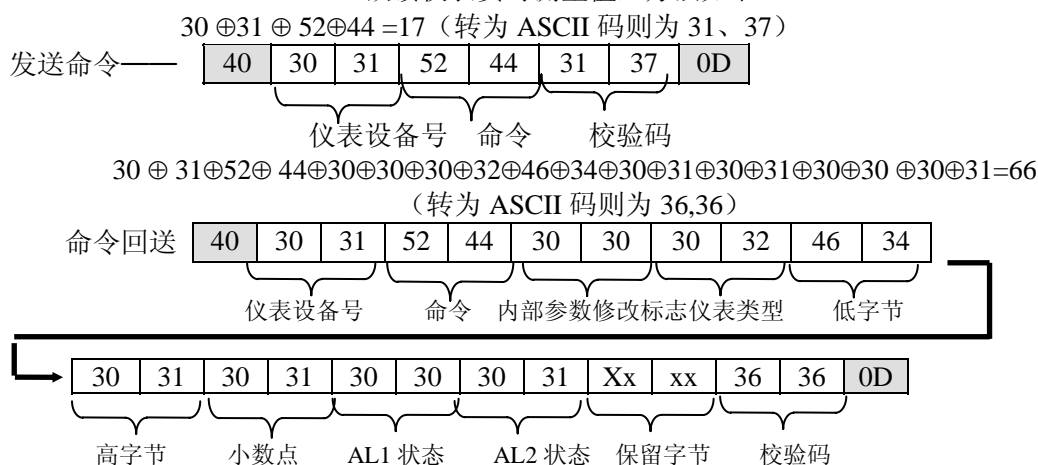 30 ⊕31 ⊕ 52⊕44 =17（转为 ASCII 码则为 31、37）
发送命令—— 40 30 31 52 44 31 37 0D
仪表设备号 命令 校验码
30 ⊕ 31⊕52⊕ 44⊕30⊕30⊕30⊕32⊕46⊕34⊕30⊕31⊕30⊕31⊕30⊕30 ⊕30⊕31=66
（转为 ASCII 码则为 36,36）
命令回送 40 30 31 52 44 30 30 30 32 46 34
仪表设备号 命令 内部参数修改标志 仪表类型 低字节
30 31 30 31 30 30 30 31 Xx xx 36 36 0D
高字节 小数点 AL1 状态 AL2 状态 保留字节 校验码